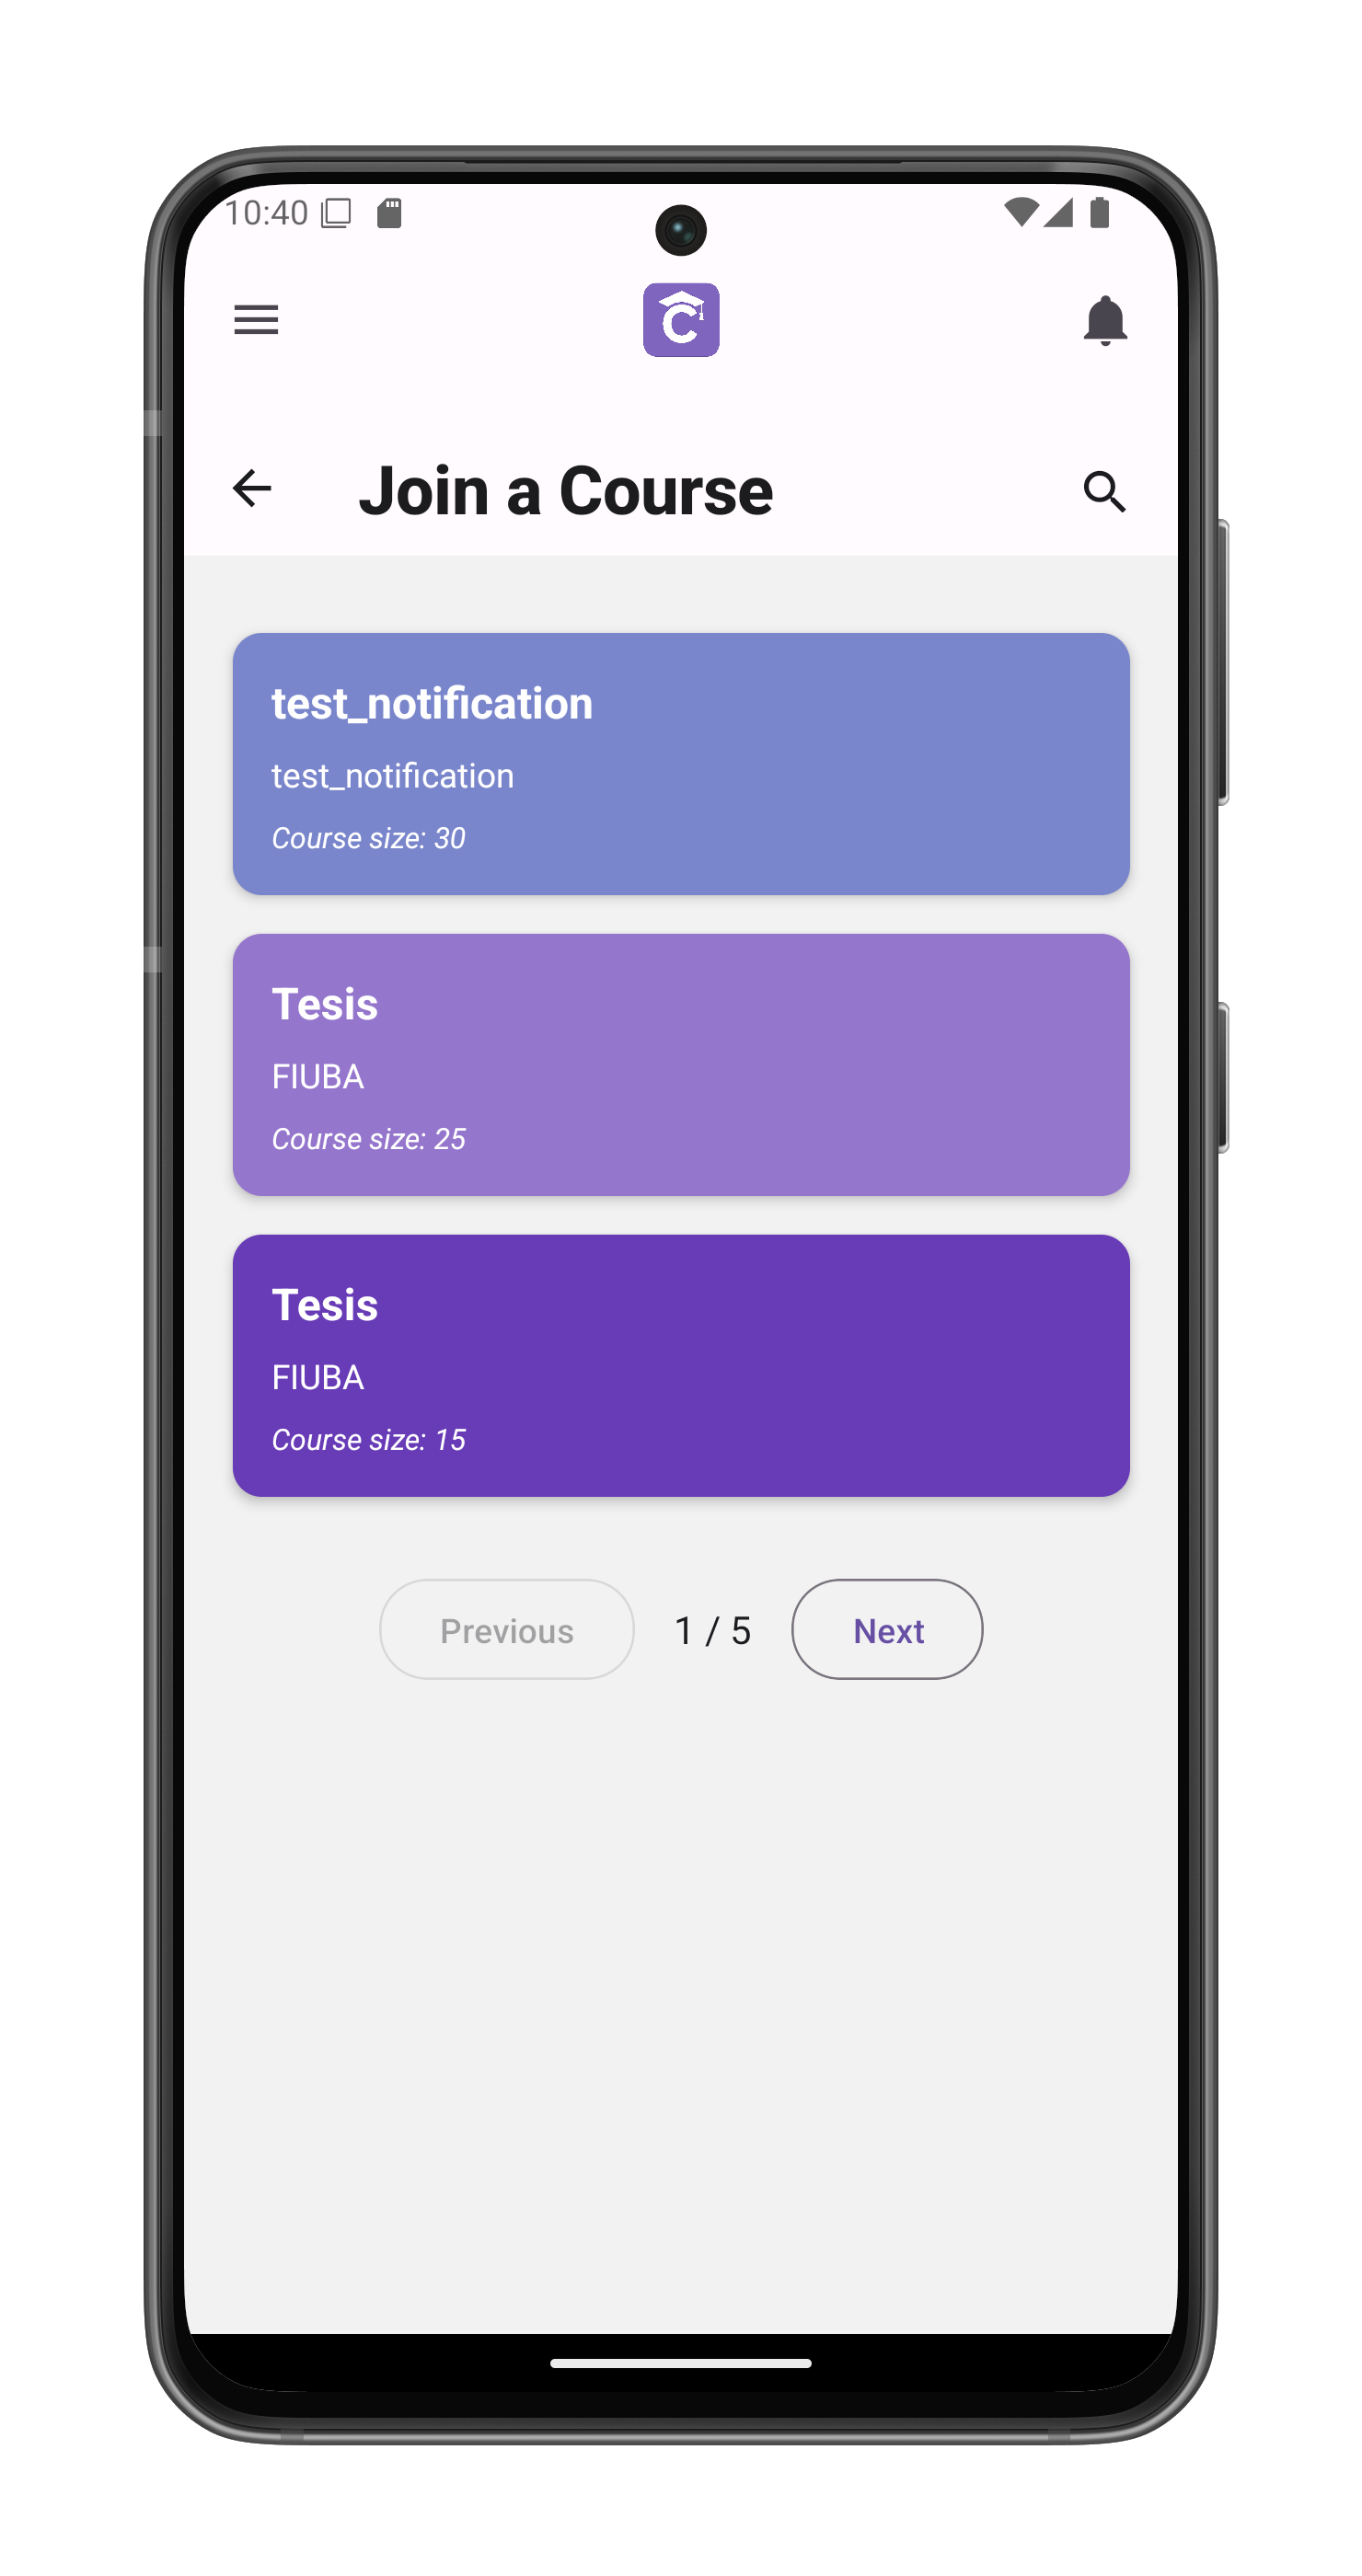 10:40
C
Join a Course
test_notification
test_notification
Course size: 30
Tesis
FIUBA
Course size: 25
Tesis
FIUBA
Course size: 15
Previous 1 / 5 Next